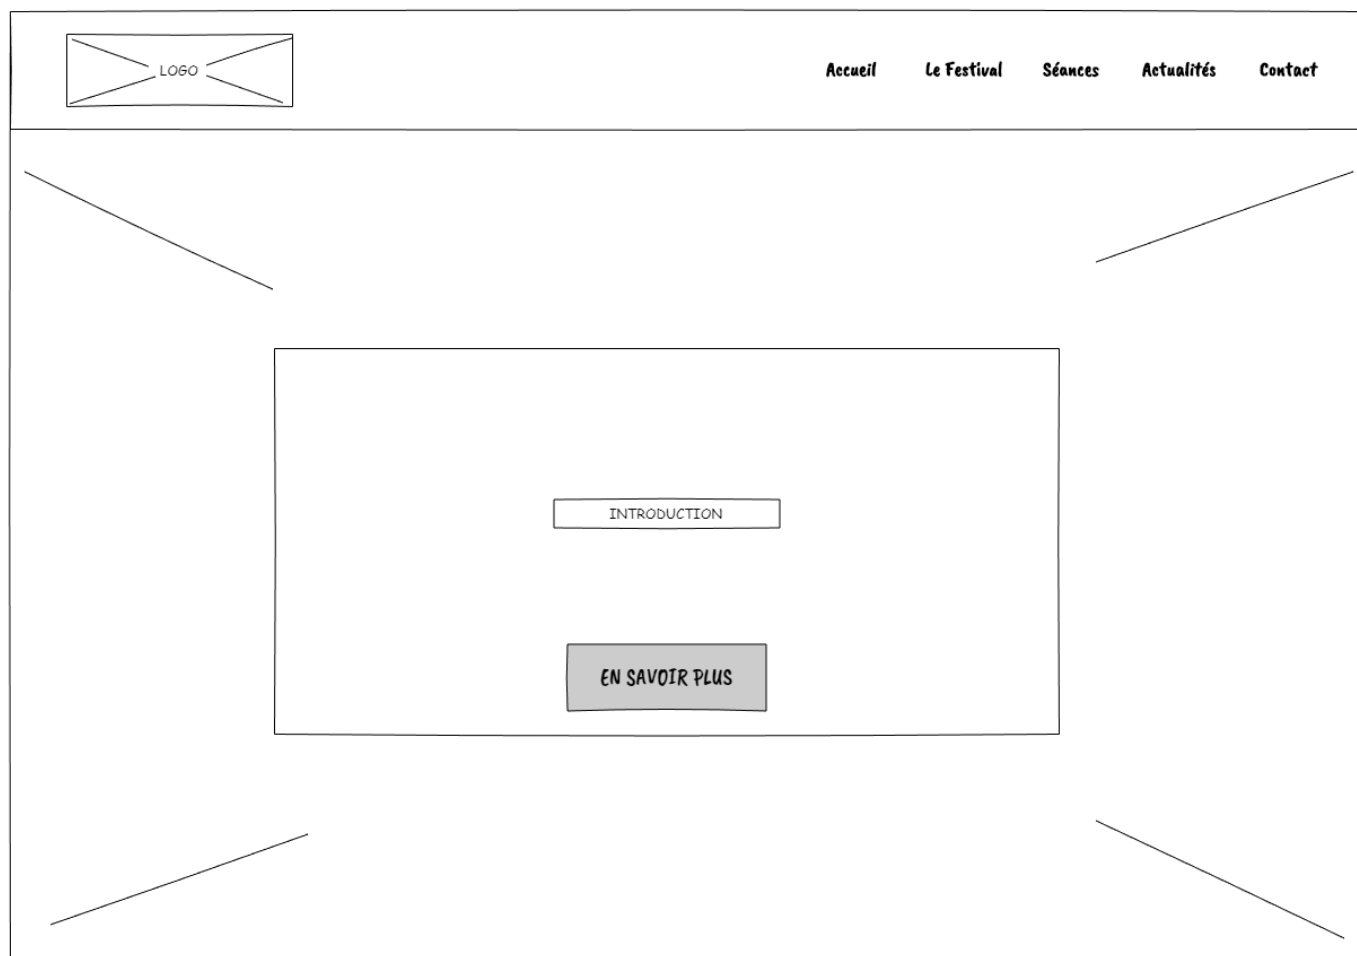 LOGO
Accueil Le Festival Séances Actualités Contact
INTRODUCTION
EN SAVOIR PLUS